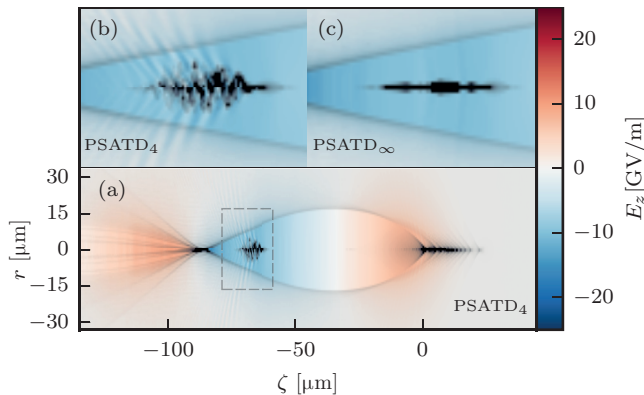 (b)
(c)
PSATD₄
PSATD∞
(a)
PSATD₄
30
15
0
−15
−30
r [µm]
−100
−50
0
ζ [µm]
20
10
0
−10
−20
E_z [GV/m]